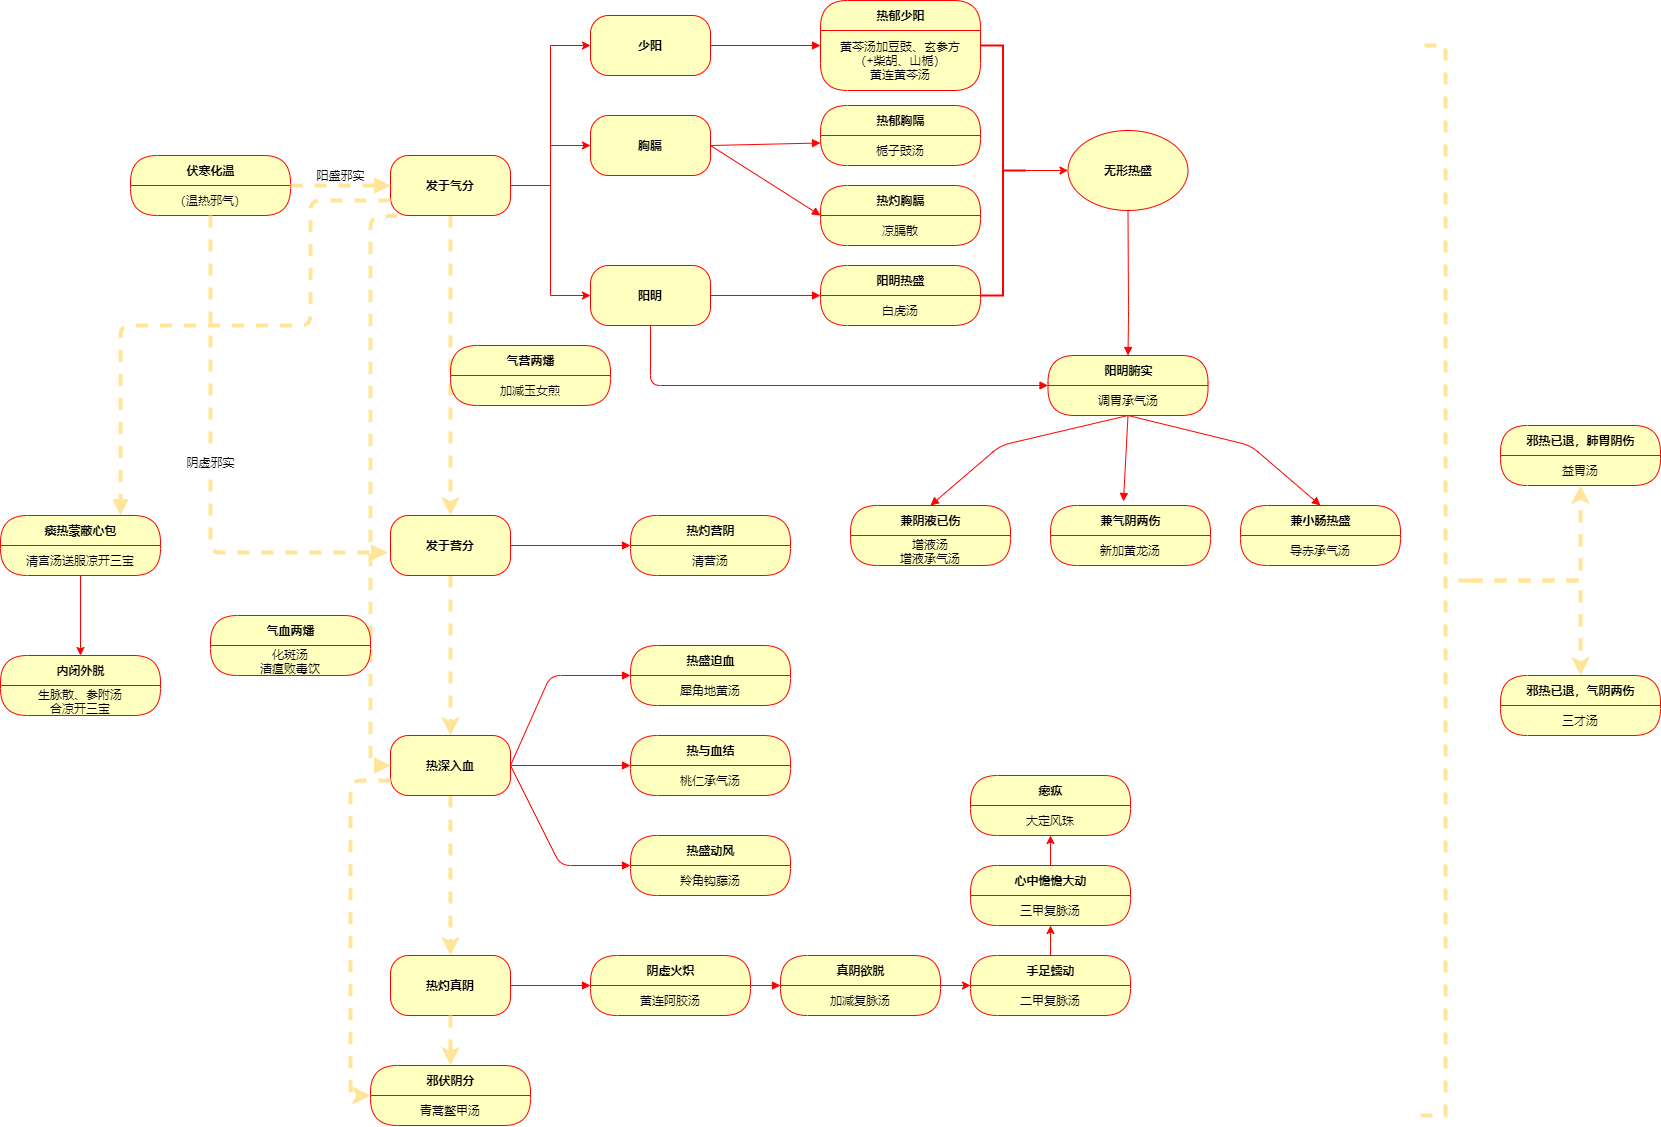 少阳
热郁少阳
黄芩汤加豆豉、玄参方
（+柴胡、山栀）
黄连黄芩汤
胸膈
热郁胸隔
栀子豉汤
热灼胸膈
凉膈散
无形热盛
伏寒化温
（温热邪气）
阳盛邪实
发于气分
阳明
阳明热盛
白虎汤
气营两燔
加减玉女煎
阳明腑实
调胃承气汤
阴虚邪实
邪热已退，肺胃阴伤
益胃汤
痰热蒙蔽心包
清宫汤送服凉开三宝
发于营分
热灼营阴
清营汤
兼阴液已伤
增液汤
增液承气汤
兼气阴两伤
新加黄龙汤
兼小肠热盛
导赤承气汤
气血两燔
化斑汤
清瘟败毒饮
内闭外脱
生脉散、参附汤
合凉开三宝
热盛迫血
犀角地黄汤
邪热已退，气阴两伤
三才汤
热深入血
热与血结
桃仁承气汤
热盛动风
羚角钩藤汤
瘛疭
大定风珠
心中憺憺大动
三甲复脉汤
热灼真阴
阴虚火炽
黄连阿胶汤
真阴欲脱
加减复脉汤
手足蠕动
二甲复脉汤
邪伏阴分
青蒿鳖甲汤